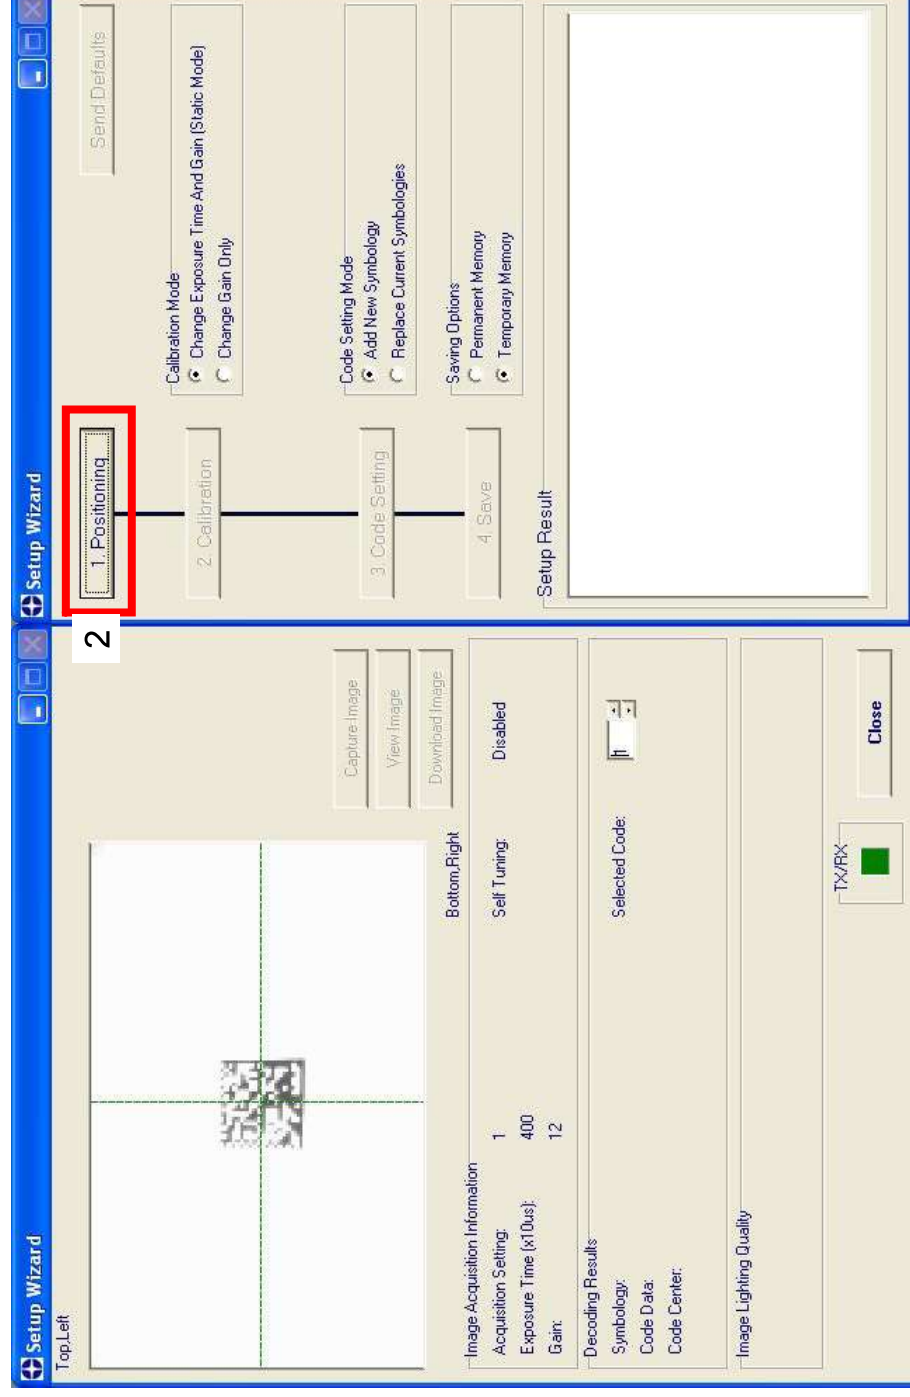 Setup Wizard
Top,Left
Bottom,Right
Capture Image
View Image
Download Image
Image Acquisition Information
Acquisition Setting: 1 Self Tuning: Disabled
Exposure Time (x10us): 400
Gain: 12
Decoding Results
Symbology: Selected Code:
Code Data:
Code Center:
Image Lighting Quality
TX/RX
Close
2
Setup Wizard
1. Positioning
Send Defaults
2. Calibration
Calibration Mode
Change Exposure Time And Gain (Static Mode)
Change Gain Only
3. Code Setting
Code Setting Mode
Add New Symbology
Replace Current Symbologies
4. Save
Saving Options
Permanent Memory
Temporary Memory
Setup Result